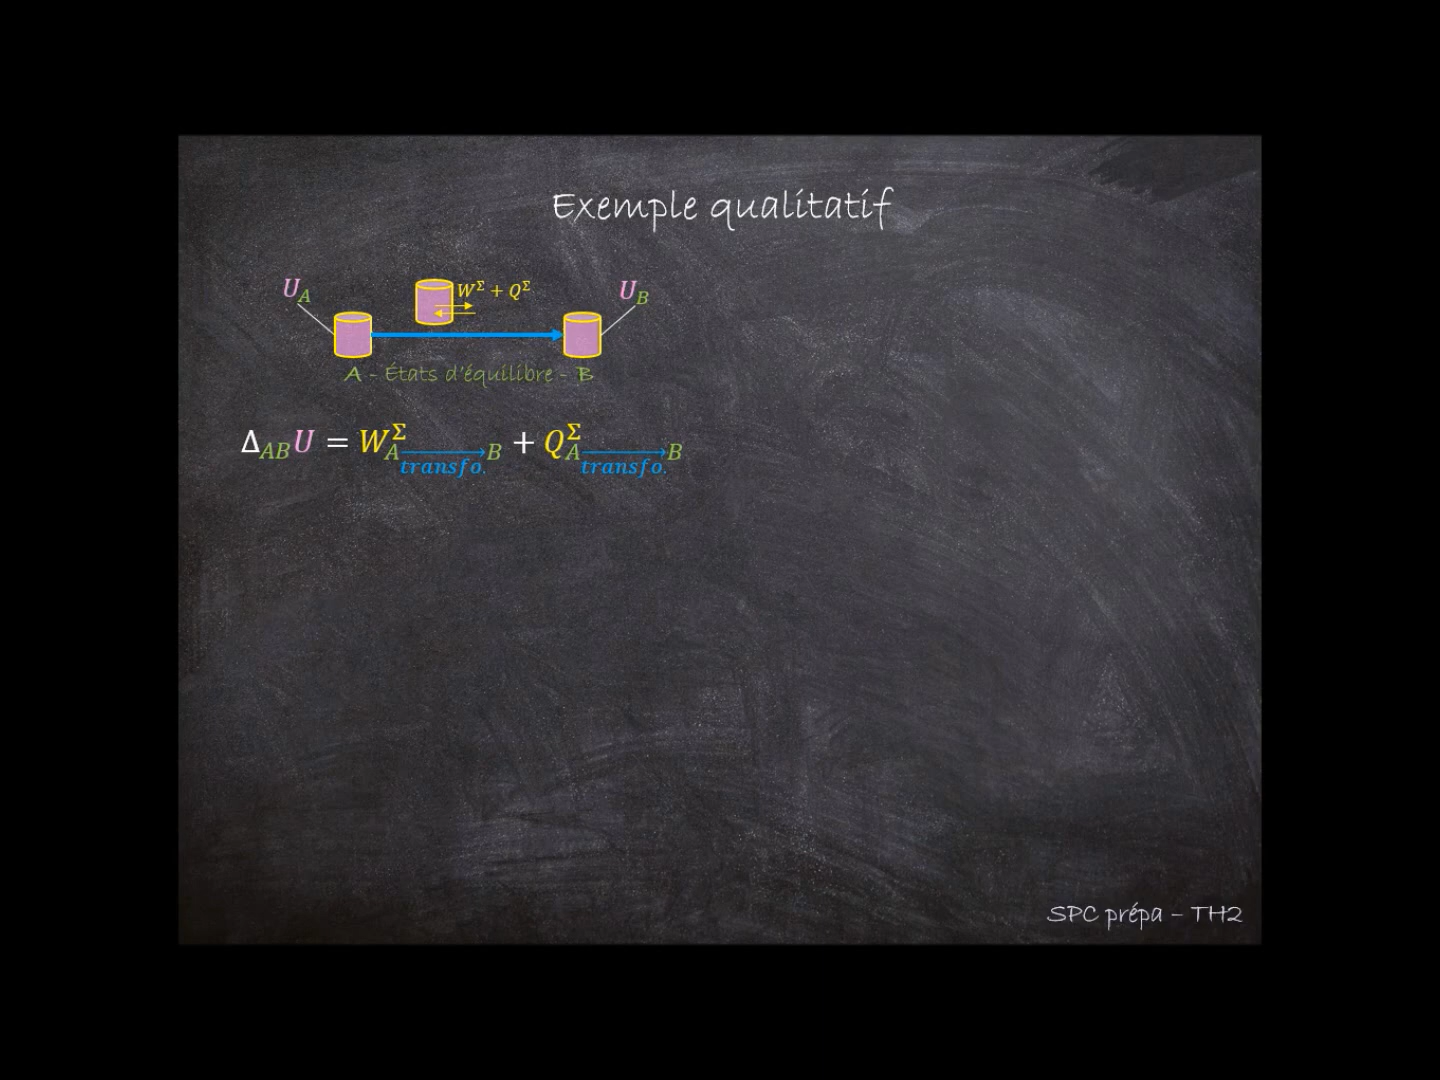 Exemple qualitatif
U_A
W^Σ + Q^Σ
U_B
A - États d'équilibre - B
Δ_AB U = W^Σ_A→B + Q^Σ_A→B
transfo. transfo.
SPC prépa – TH2